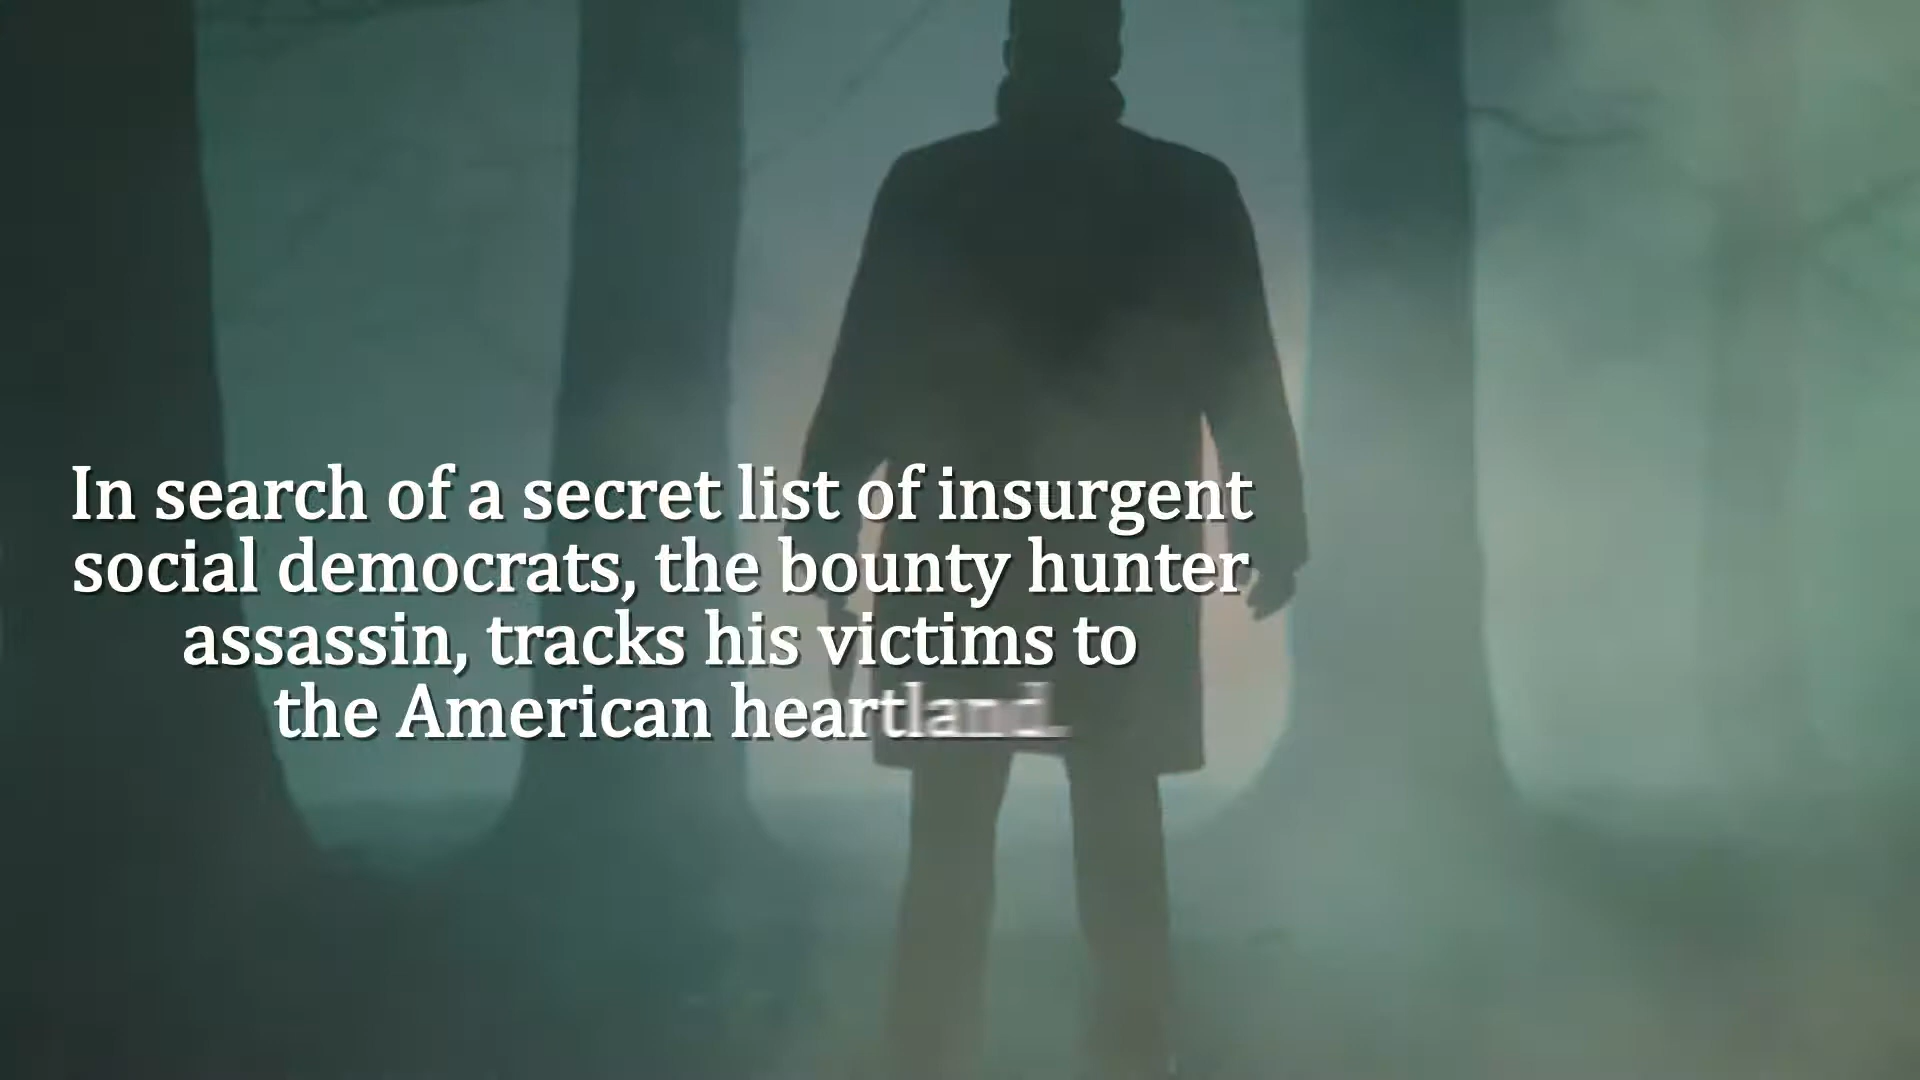 In search of a secret list of insurgent
social democrats, the bounty hunter
assassin, tracks his victims to
the American heartland.